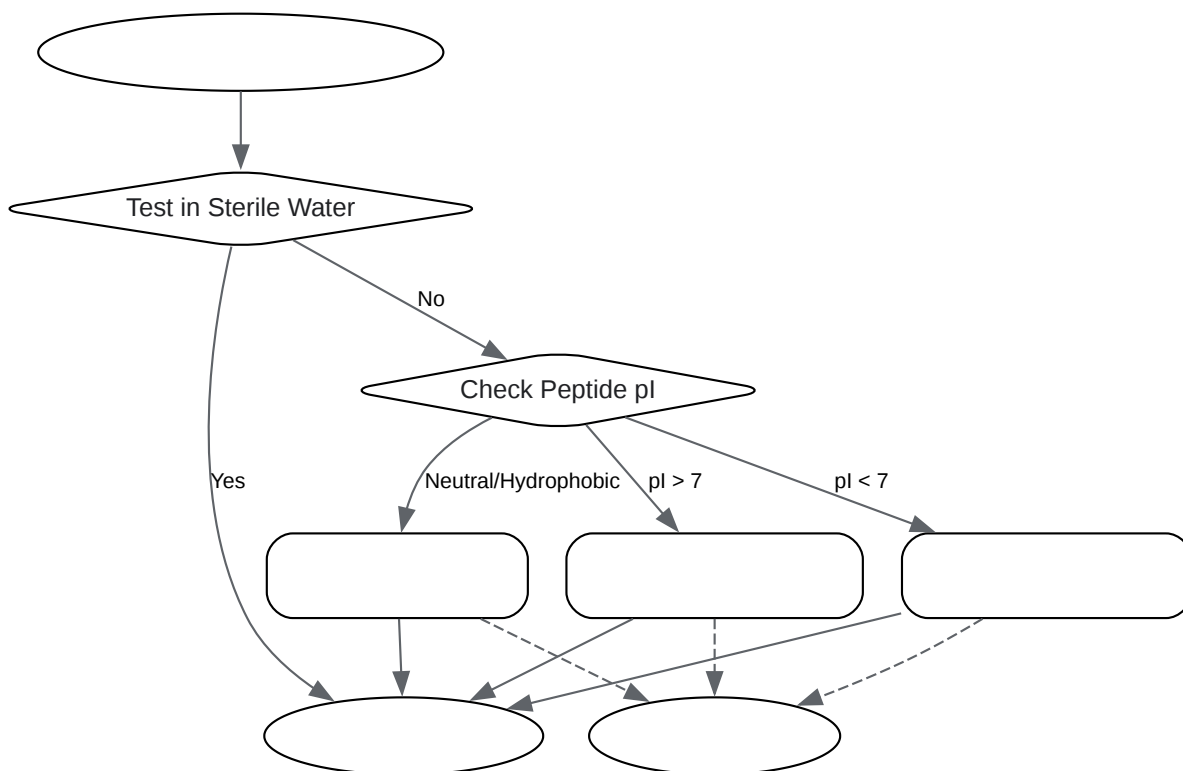 Test in Sterile Water
No
Check Peptide pI
Yes
Neutral/Hydrophobic
pI > 7
pI < 7